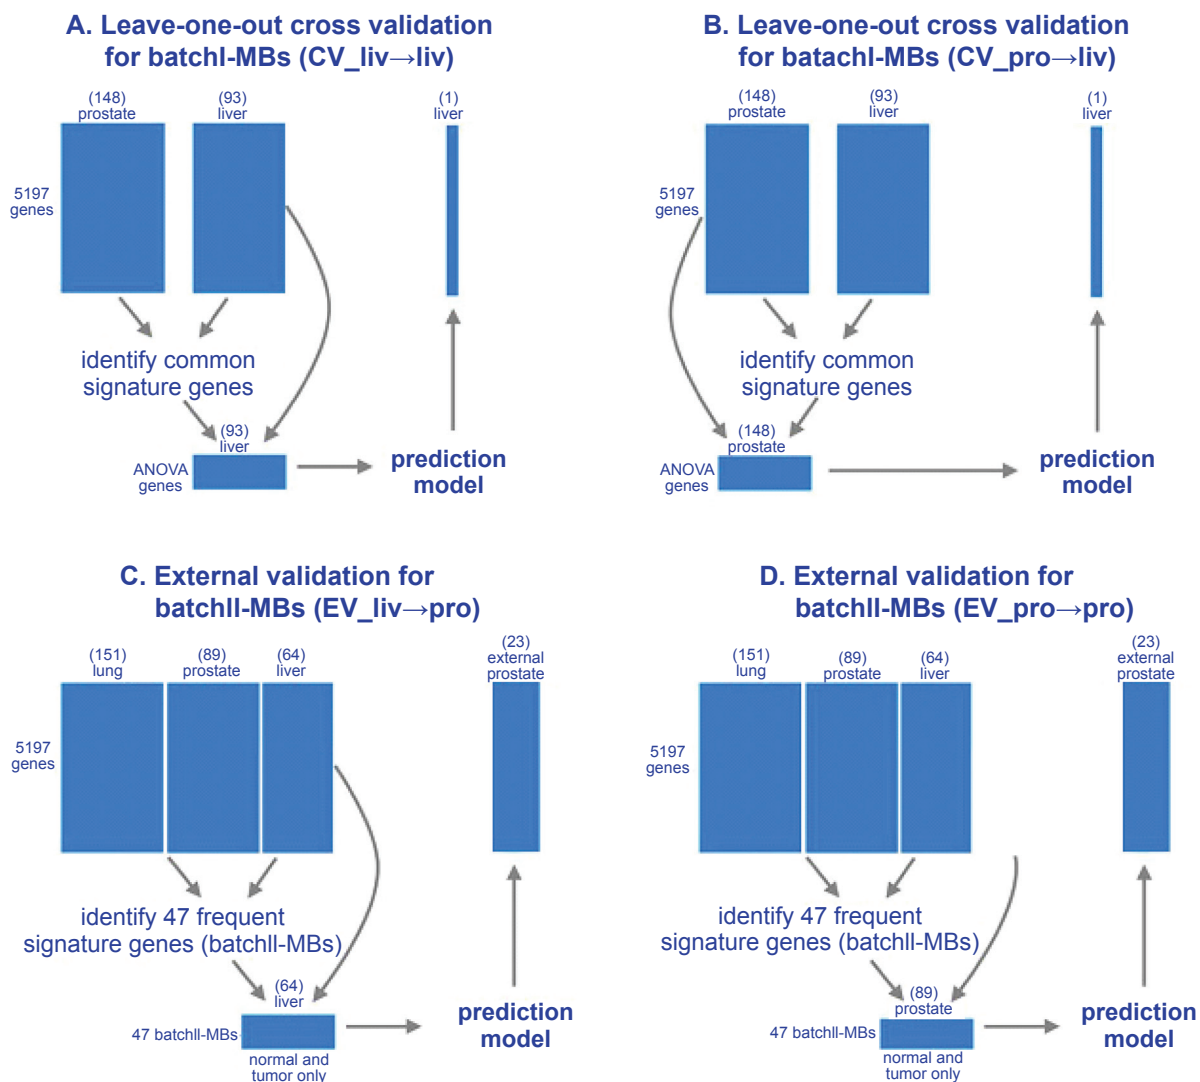 A. Leave-one-out cross validation
for batchI-MBs (CV_liv→liv)
(148)
prostate
(93)
liver
(1)
liver
5197
genes
identify common
signature genes
(93)
liver
ANOVA
genes
prediction
model
B. Leave-one-out cross validation
for batachI-MBs (CV_pro→liv)
(148)
prostate
(93)
liver
(1)
liver
5197
genes
identify common
signature genes
(148)
prostate
ANOVA
genes
prediction
model
C. External validation for
batchII-MBs (EV_liv→pro)
(151)
lung
(89)
prostate
(64)
liver
(23)
external
prostate
5197
genes
identify 47 frequent
signature genes (batchII-MBs)
(64)
liver
47 batchII-MBs
normal and
tumor only
prediction
model
D. External validation for
batchII-MBs (EV_pro→pro)
(151)
lung
(89)
prostate
(64)
liver
(23)
external
prostate
5197
genes
identify 47 frequent
signature genes (batchII-MBs)
(89)
prostate
47 batchII-MBs
normal and
tumor only
prediction
model